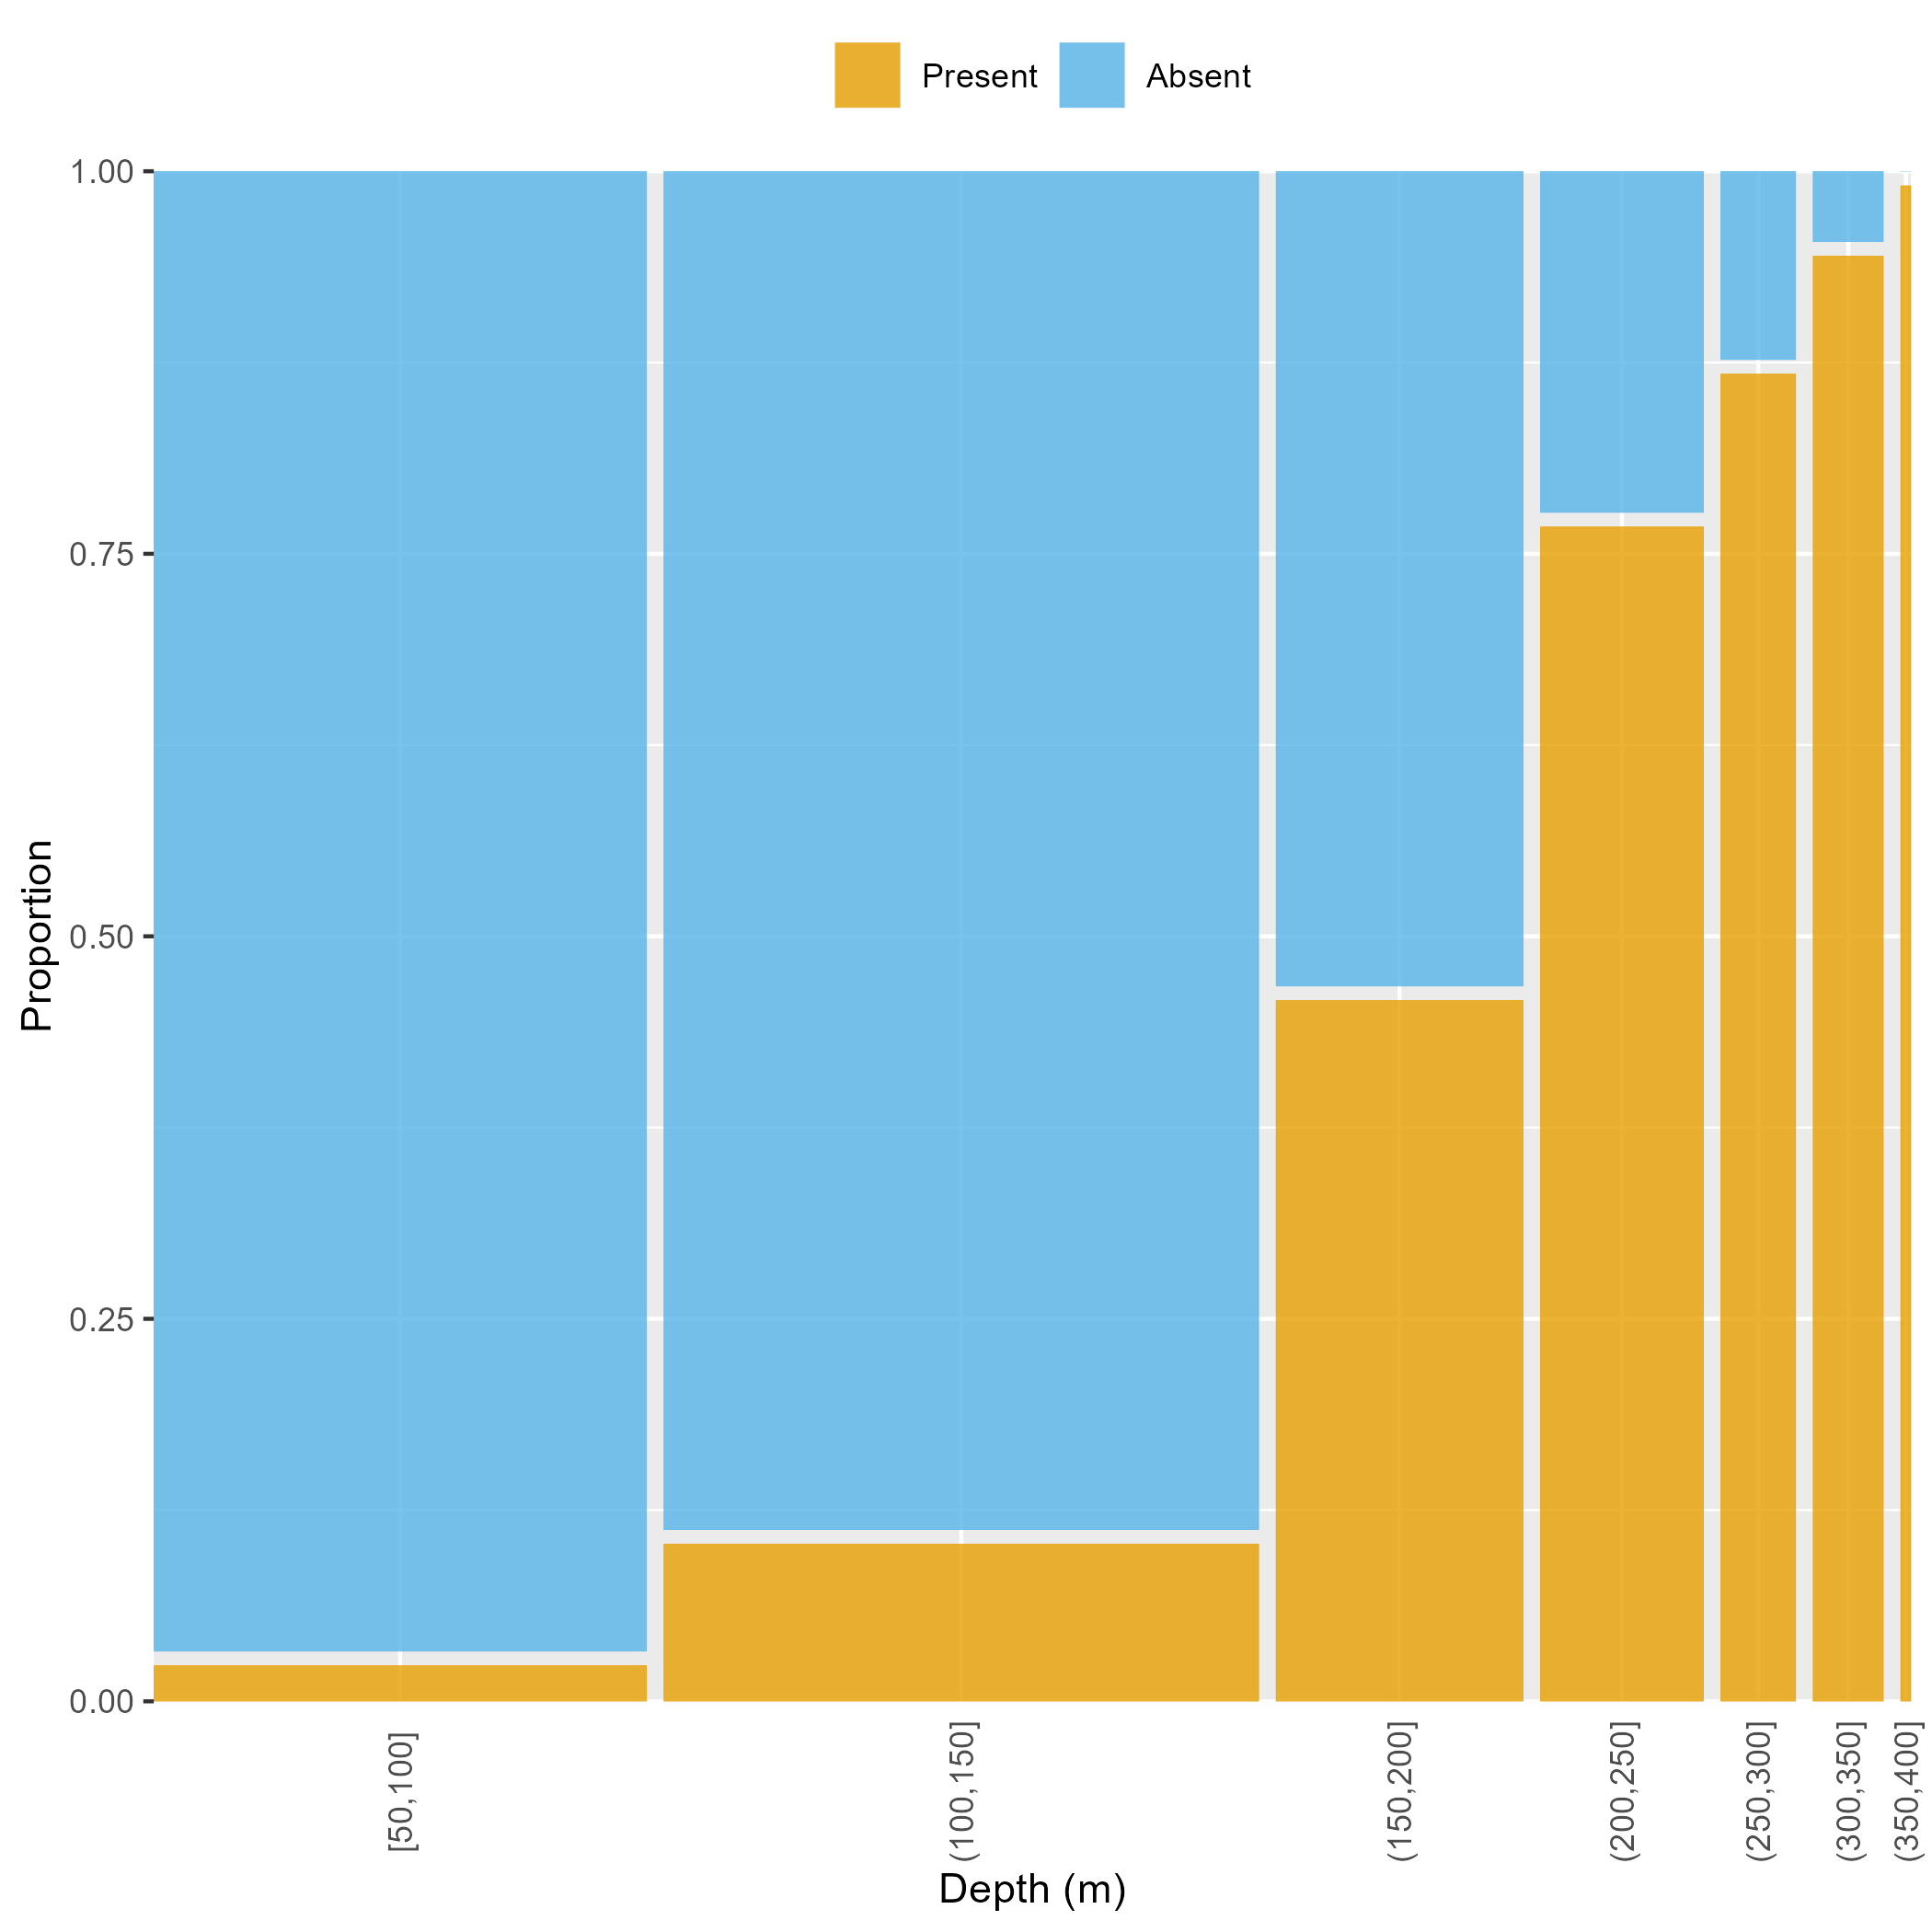 Present Absent
1.00
0.75
0.50
0.25
0.00
Proportion
[50,100] (100,150] (150,200] (200,250] (250,300] (300,350] (350,400]
Depth (m)